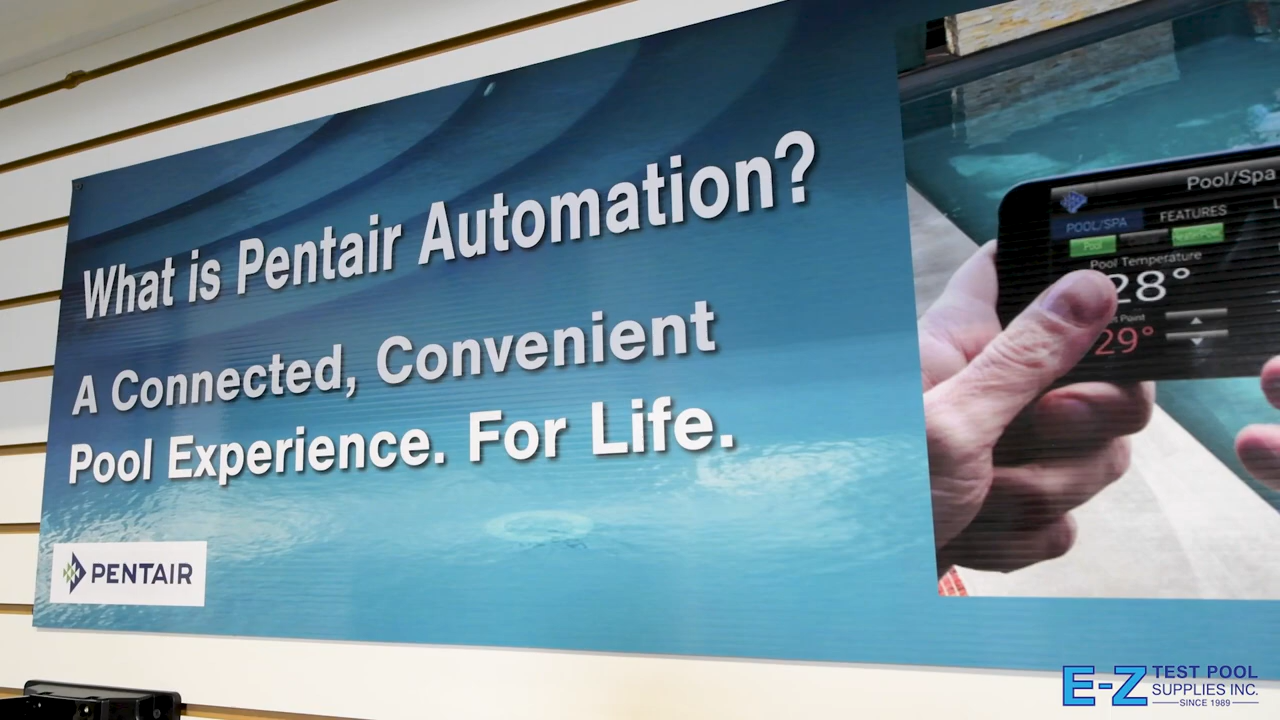 What is Pentair Automation?
A Connected, Convenient
Pool Experience. For Life.
PENTAIR
Pool/Spa
POOL/SPA
FEATURES
Pool
Pool Temperature
28°
Point
29°
E-Z
TEST POOL
SUPPLIES INC.
SINCE 1989